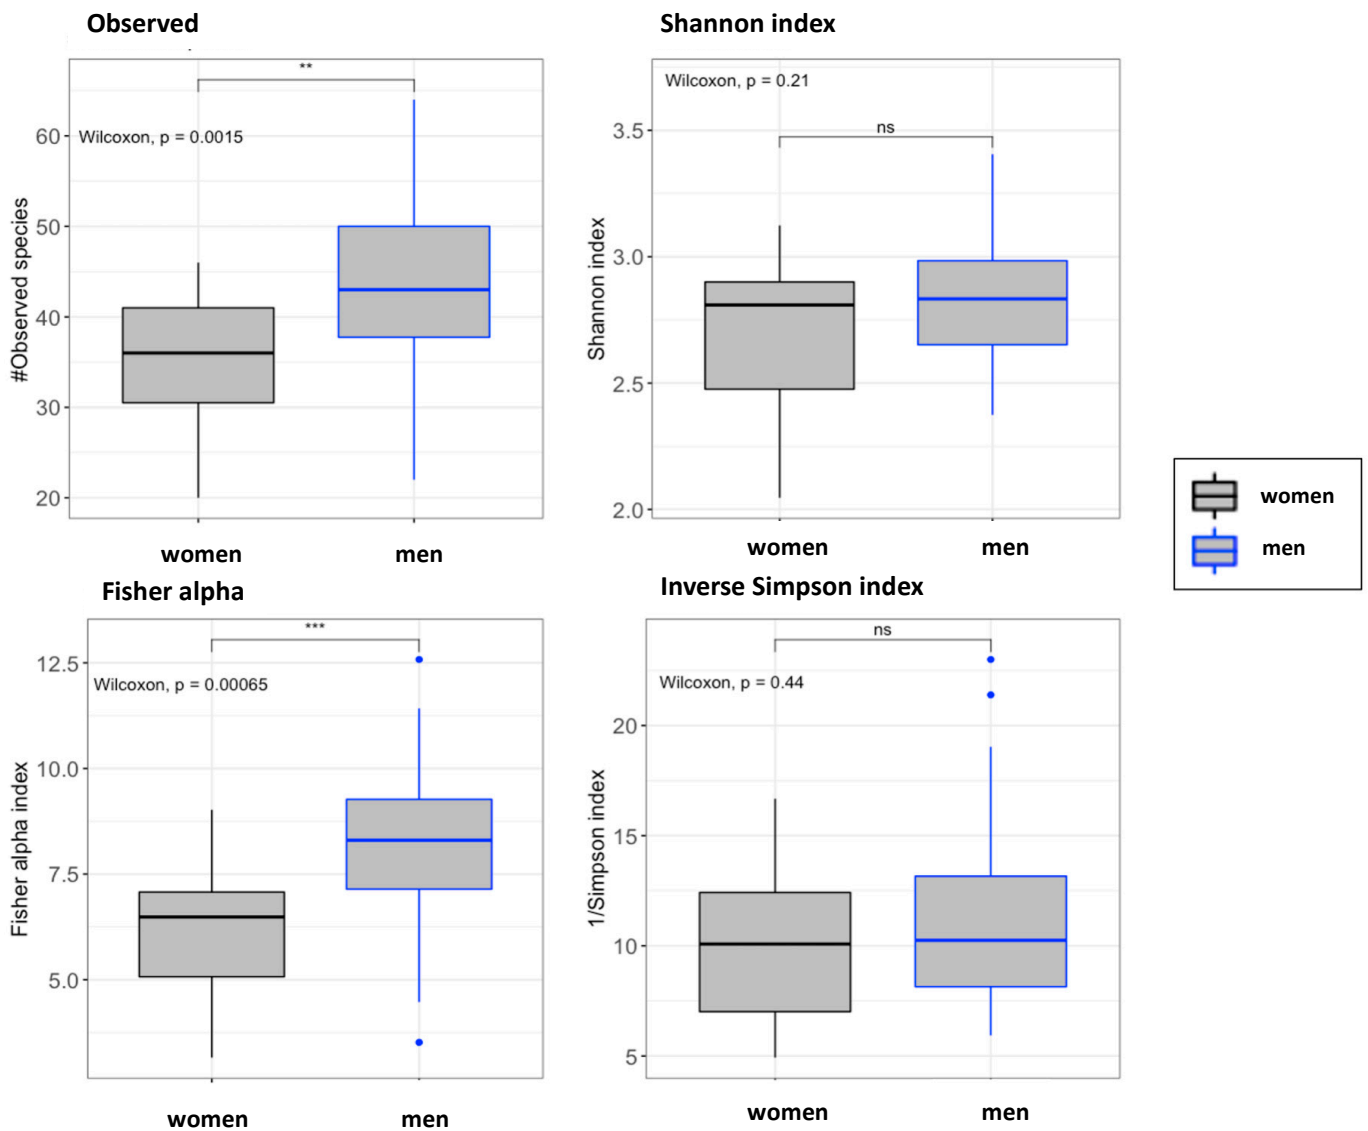 Observed
**
Wilcoxon, p = 0.0015
60
50
40
30
20
#Observed species
women men
Shannon index
Wilcoxon, p = 0.21
ns
3.5
3.0
2.5
2.0
Shannon index
women men
women
men
Fisher alpha
***
12.5
Wilcoxon, p = 0.00065
10.0
7.5
5.0
Fisher alpha index
women men
Inverse Simpson index
ns
Wilcoxon, p = 0.44
20
15
10
5
1/Simpson index
women men